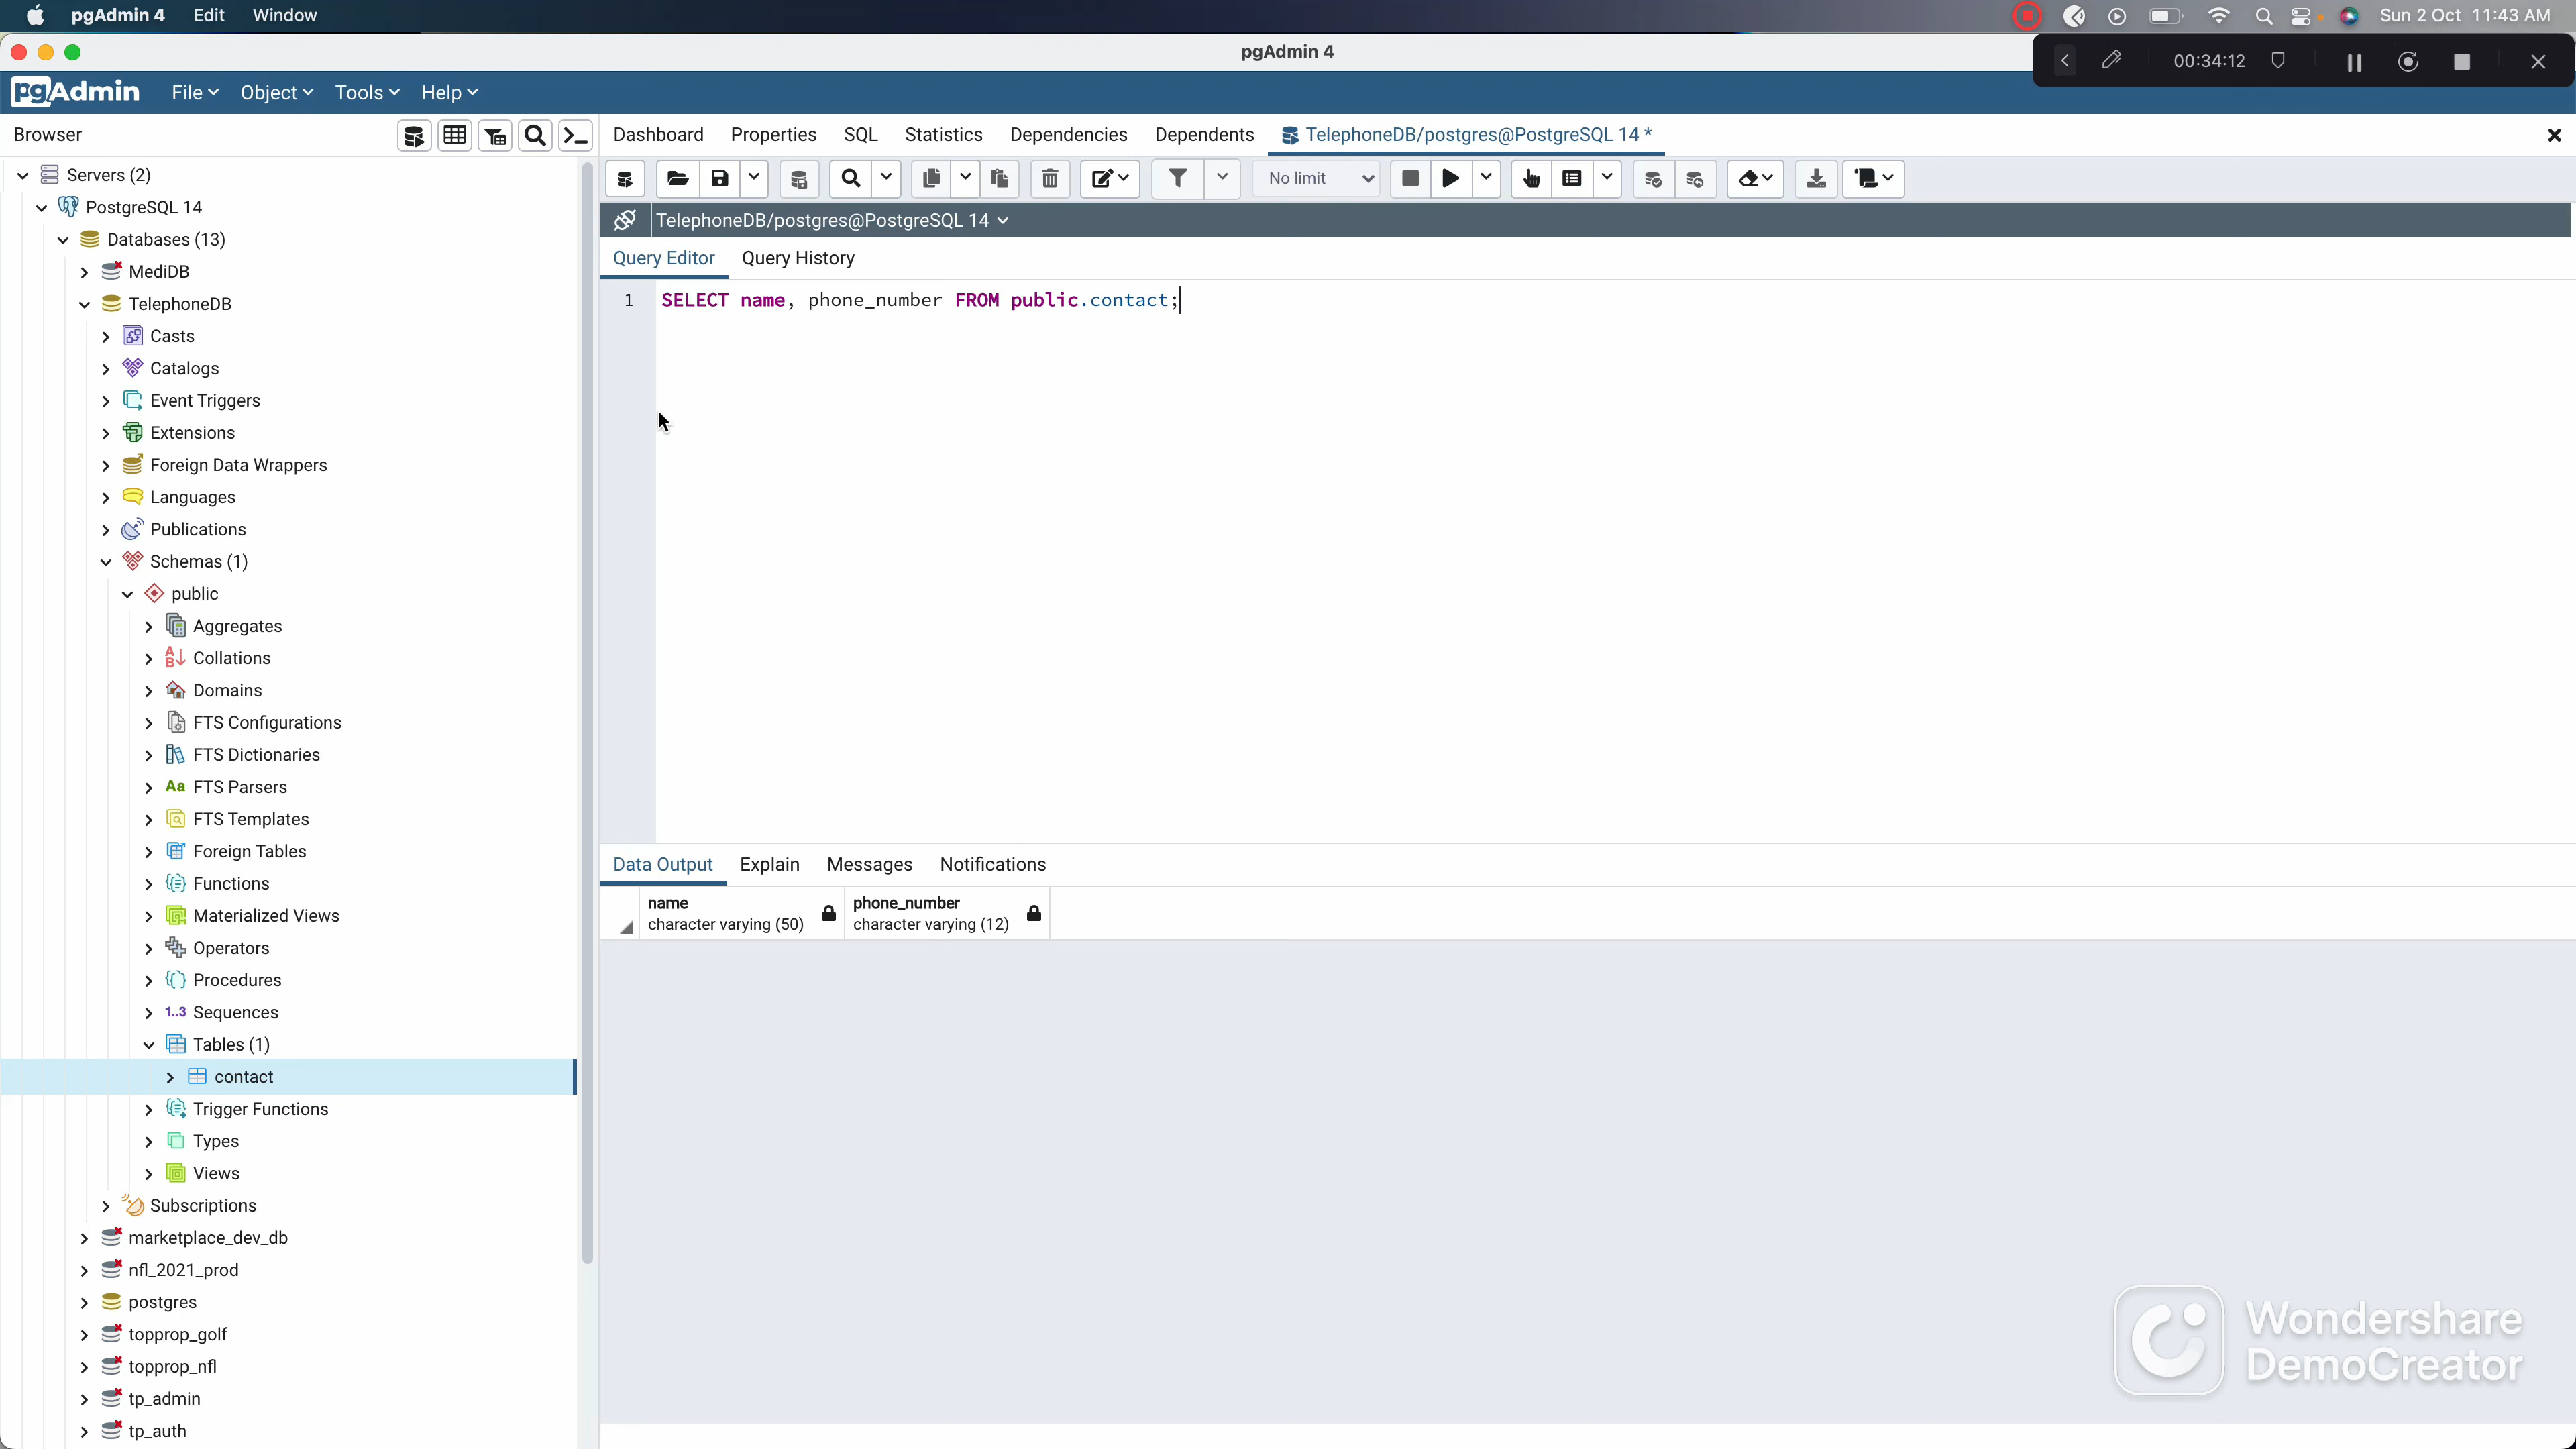 pgAdmin 4 Edit Window Sun 2 Oct 11:43 AM
pgAdmin 4
00:34:12
pgAdmin File Object Tools Help
Browser
Dashboard Properties SQL Statistics Dependencies Dependents TelephoneDB/postgres@PostgreSQL 14 *
No limit
TelephoneDB/postgres@PostgreSQL 14
Query Editor Query History
1 SELECT name, phone_number FROM public.contact;
Servers (2)
PostgreSQL 14
Databases (13)
MediDB
TelephoneDB
Casts
Catalogs
Event Triggers
Extensions
Foreign Data Wrappers
Languages
Publications
Schemas (1)
public
Aggregates
Collations
Domains
FTS Configurations
FTS Dictionaries
Aa FTS Parsers
FTS Templates
Foreign Tables
Functions
Materialized Views
Operators
Procedures
1..3 Sequences
Tables (1)
contact
Trigger Functions
Types
Views
Subscriptions
marketplace_dev_db
nfl_2021_prod
postgres
topprop_golf
topprop_nfl
tp_admin
tp_auth
Data Output Explain Messages Notifications
name phone_number
character varying (50) character varying (12)
Wondershare
DemoCreator